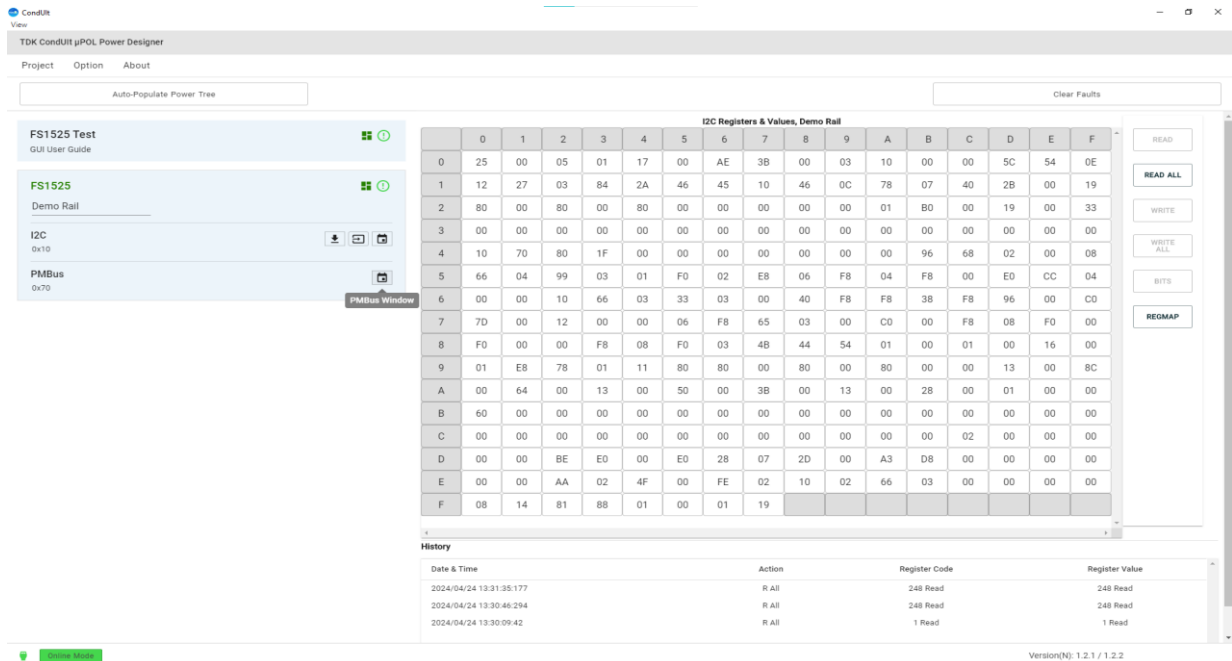 CondUIt
View
TDK CondUIt µPOL Power Designer
Project Option About
Auto-Populate Power Tree
Clear Faults
FS1525 Test
GUI User Guide
FS1525
Demo Rail
I2C
0x10
PMBus
0x70
PMBus Window
I2C Registers & Values, Demo Rail
0 1 2 3 4 5 6 7 8 9 A B C D E F
0 25 00 05 01 17 00 AE 3B 00 03 10 00 00 5C 54 0E
1 12 27 03 84 2A 46 45 10 46 0C 78 07 40 2B 00 19
2 80 00 80 00 80 00 00 00 00 00 01 B0 00 19 00 33
3 00 00 00 00 00 00 00 00 00 00 00 00 00 00 00 00
4 10 70 80 1F 00 00 00 00 00 00 00 96 68 02 00 08
5 66 04 99 03 01 F0 02 E8 06 F8 04 F8 00 E0 CC 04
6 00 00 10 66 03 33 03 00 40 F8 F8 38 F8 96 00 C0
7 7D 00 12 00 00 06 F8 65 03 00 C0 00 F8 08 F0 00
8 F0 00 00 F8 08 F0 03 4B 44 54 01 00 01 00 16 00
9 01 E8 78 01 11 80 80 00 80 00 80 00 00 13 00 8C
A 00 64 00 13 00 50 00 3B 00 13 00 28 00 01 00 00
B 60 00 00 00 00 00 00 00 00 00 00 00 00 00 00 00
C 00 00 00 00 00 00 00 00 00 00 00 00 02 00 00 00
D 00 00 BE E0 00 E0 28 07 2D 00 A3 D8 00 00 00 00
E 00 00 AA 02 4F 00 FE 02 10 02 66 03 00 00 00 00
F 08 14 81 88 01 00 01 19
READ
READ ALL
WRITE
WRITE
ALL
BITS
REGMAP
History
Date & Time Action Register Code Register Value
2024/04/24 13:31:35:177 R All 248 Read 248 Read
2024/04/24 13:30:46:294 R All 248 Read 248 Read
2024/04/24 13:30:09:42 R All 1 Read 1 Read
Online Mode
Version(N): 1.2.1 / 1.2.2